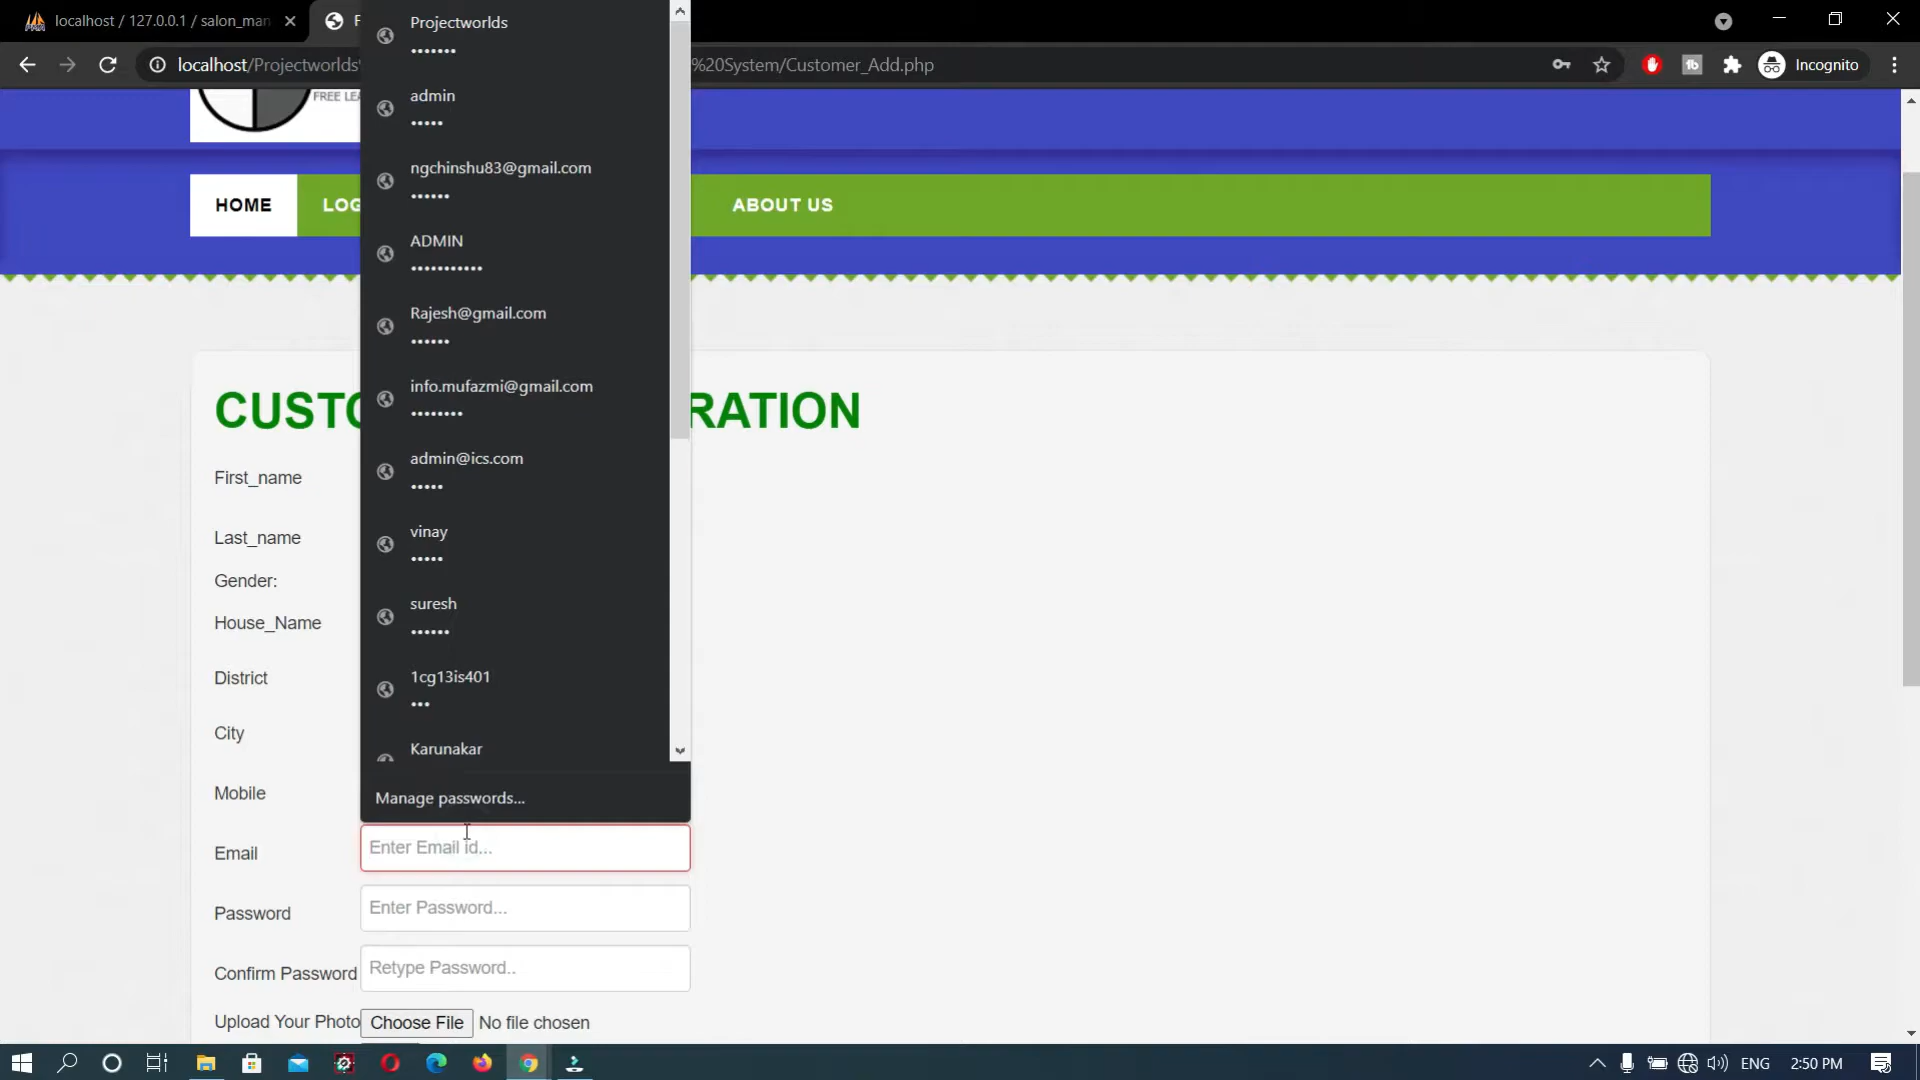 localhost / 127.0.0.1 / salon_man
F
localhost/Projectworlds
%20System/Customer_Add.php
Incognito
FREE LEA
HOME
LOG
ABOUT US
Projectworlds
•••••••
admin
•••••
ngchinshu83@gmail.com
••••••
ADMIN
•••••••••••
Rajesh@gmail.com
••••••
info.mufazmi@gmail.com
••••••••
admin@ics.com
•••••
vinay
•••••
suresh
••••••
1cg13is401
•••
Karunakar
Manage passwords...
CUSTO
RATION
First_name
Last_name
Gender:
House_Name
District
City
Mobile
Email
Enter Email id...
Password
Enter Password...
Confirm Password
Retype Password..
Upload Your Photo
Choose File
No file chosen
ENG
2:50 PM